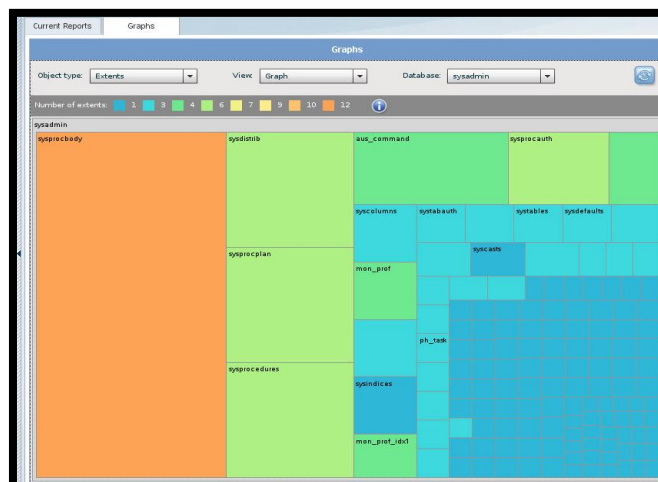 Current Reports Graphs
Graphs
Object type: Extents View: Graph Database: sysadmin
Number of extents: 1 3 4 6 7 9 10 12
sysadmin
sysprocbody sysdistrib aus_command sysprocauth
syscolumns systabauth systables sysdefaults
sysprocplan syscasts
mon_prof
ph_task
sysprocedures
sysindices
mon_prof_idx1